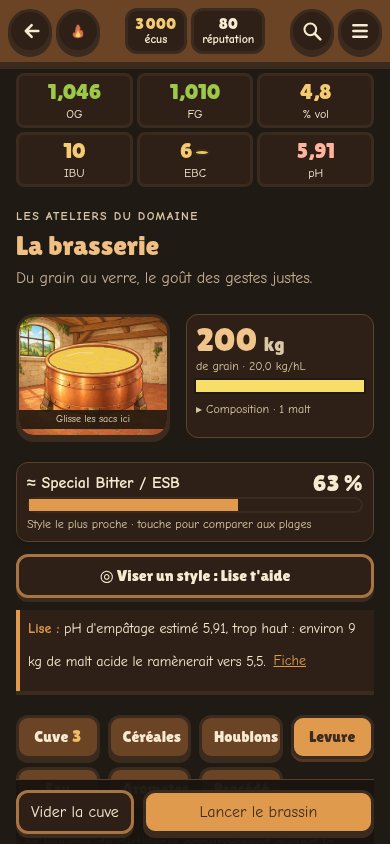 3 000
écus
80
réputation
1,046
OG
1,010
FG
4,8
% vol
10
IBU
6
EBC
5,91
pH
LES ATELIERS DU DOMAINE
La brasserie
Du grain au verre, le goût des gestes justes.
Glisse les sacs ici
200 kg
de grain · 20,0 kg/hL
▸ Composition · 1 malt
≈ Special Bitter / ESB
63 %
Style le plus proche · touche pour comparer aux plages
◎ Viser un style : Lise t'aide
Lise : pH d'empâtage estimé 5,91, trop haut : environ 9
kg de malt acide le ramènerait vers 5,5. Fiche
Cuve 3
Céréales
Houblons
Levure
Vider la cuve
Lancer le brassin